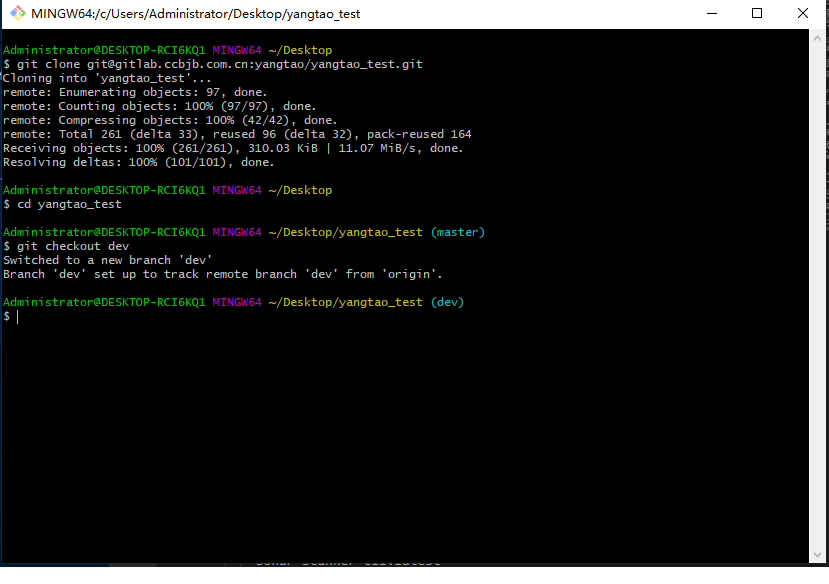 MINGW64:/c/Users/Administrator/Desktop/yangtao_test
Administrator@DESKTOP-RCI6KQ1 MINGW64 ~/Desktop
$ git clone git@gitlab.ccbjb.com.cn:yangtao/yangtao_test.git
Cloning into 'yangtao_test'...
remote: Enumerating objects: 97, done.
remote: Counting objects: 100% (97/97), done.
remote: Compressing objects: 100% (42/42), done.
remote: Total 261 (delta 33), reused 96 (delta 32), pack-reused 164
Receiving objects: 100% (261/261), 310.03 KiB | 11.07 MiB/s, done.
Resolving deltas: 100% (101/101), done.
Administrator@DESKTOP-RCI6KQ1 MINGW64 ~/Desktop
$ cd yangtao_test
Administrator@DESKTOP-RCI6KQ1 MINGW64 ~/Desktop/yangtao_test (master)
$ git checkout dev
Switched to a new branch 'dev'
Branch 'dev' set up to track remote branch 'dev' from 'origin'.
Administrator@DESKTOP-RCI6KQ1 MINGW64 ~/Desktop/yangtao_test (dev)
$